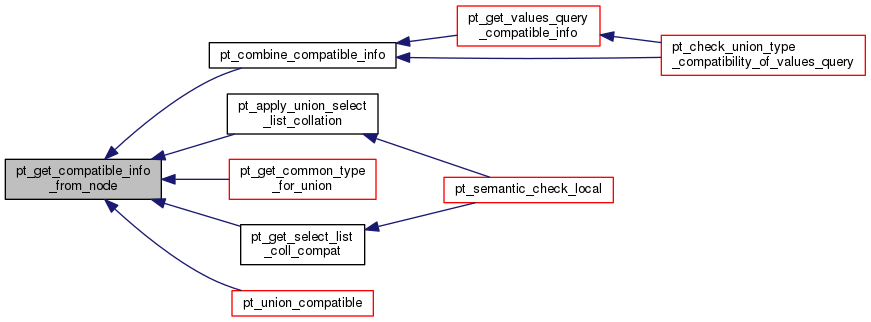 pt_get_compatible_info
_from_node
pt_combine_compatible_info
pt_get_values_query
_compatible_info
pt_check_union_type
_compatibility_of_values_query
pt_apply_union_select
_list_collation
pt_get_common_type
_for_union
pt_semantic_check_local
pt_get_select_list
_coll_compat
pt_union_compatible